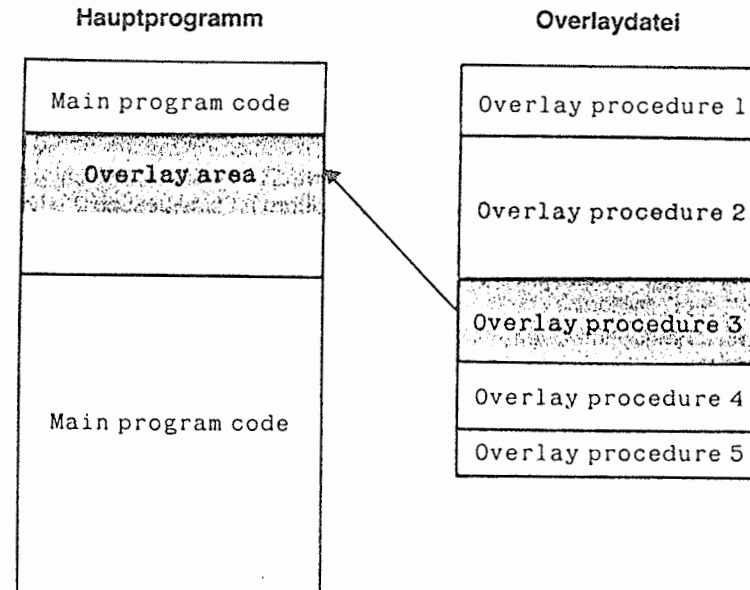 Hauptprogramm
Main program code
Overlay area
Main program code
Overlaydatei
Overlay procedure 1
Overlay procedure 2
Overlay procedure 3
Overlay procedure 4
Overlay procedure 5